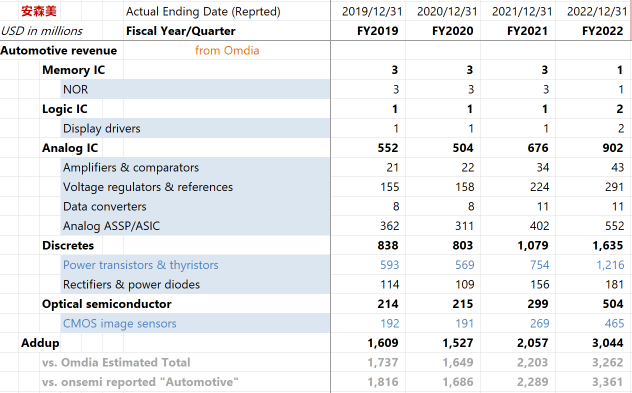 安森美 Actual Ending Date (Reprted) 2019/12/31 2020/12/31 2021/12/31 2022/12/31
USD in millions Fiscal Year/Quarter FY2019 FY2020 FY2021 FY2022
Automotive revenue from Omdia
Memory IC 3 3 3 1
NOR 3 3 3 1
Logic IC 1 1 1 2
Display drivers 1 1 1 2
Analog IC 552 504 676 902
Amplifiers & comparators 21 22 34 43
Voltage regulators & references 155 158 224 291
Data converters 8 8 11 11
Analog ASSP/ASIC 362 311 402 552
Discretes 838 803 1,079 1,635
Power transistors & thyristors 593 569 754 1,216
Rectifiers & power diodes 114 109 156 181
Optical semiconductor 214 215 299 504
CMOS image sensors 192 191 269 465
Addup 1,609 1,527 2,057 3,044
vs. Omdia Estimated Total 1,737 1,649 2,203 3,262
vs. onsemi reported "Automotive" 1,816 1,686 2,289 3,361